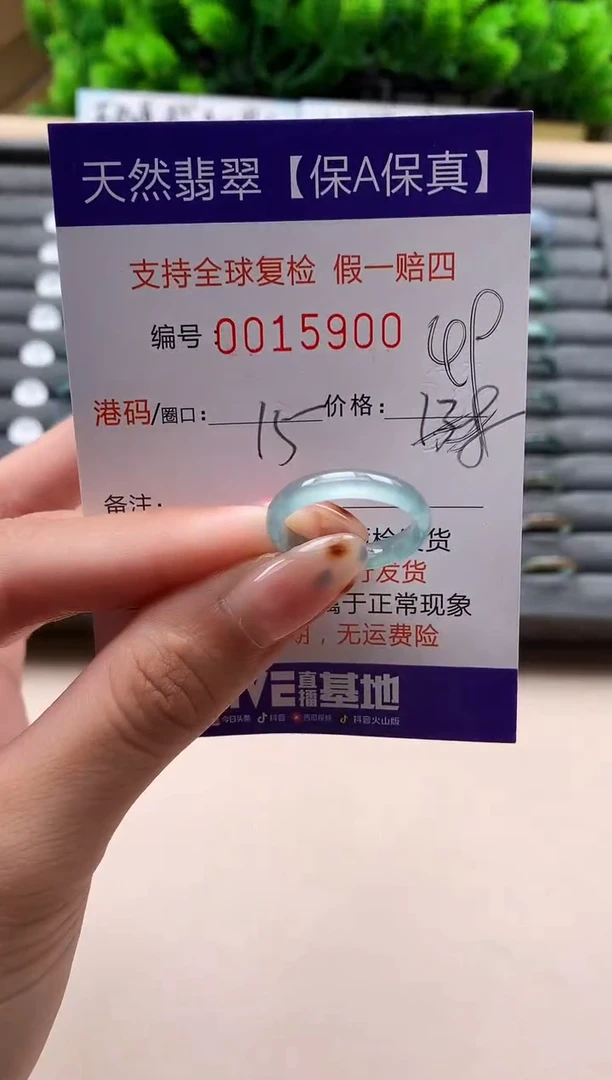 天然翡翠【保A保真】
支持全球复检 假一赔四
编号:0015900
港码/圈口: 15 价格: 138
备注:
货
行发货
属于正常现象
,无运费险
VE直播基地
今日头条 抖音 西瓜视频 抖音火山版